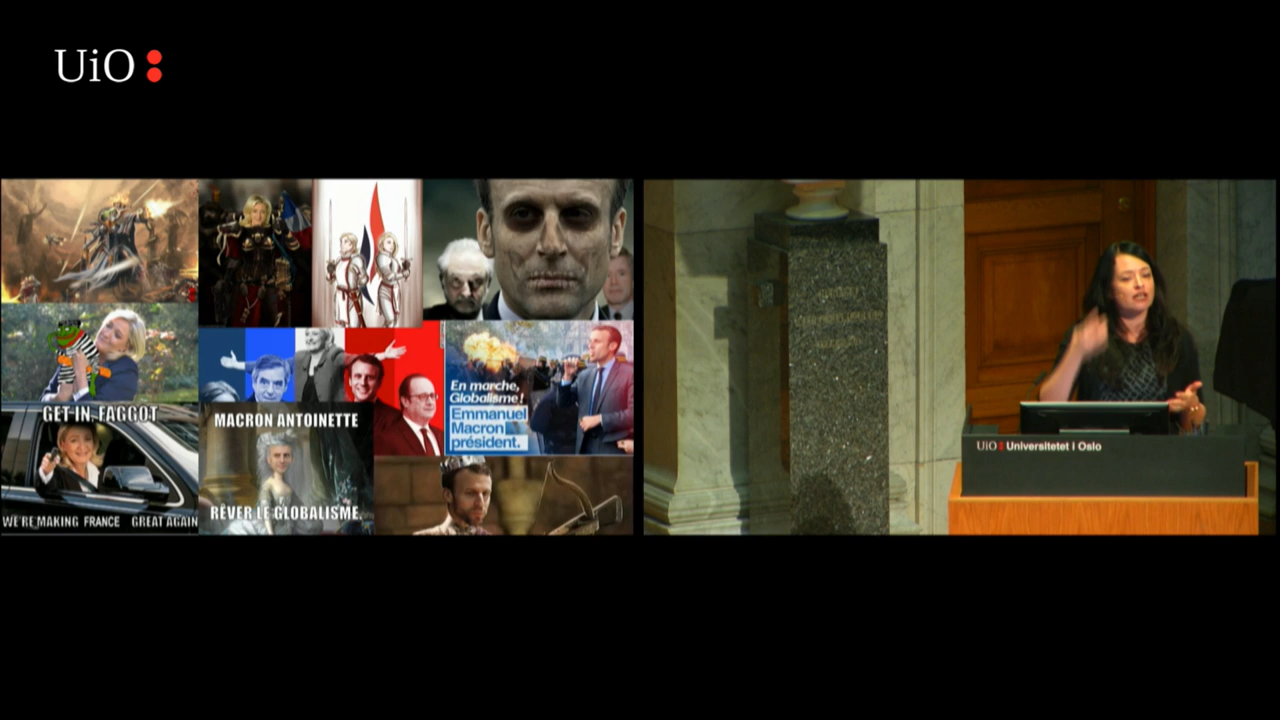 UiO:
GET IN, FAGGOT
WE'RE MAKING FRANCE GREAT AGAIN
MACRON ANTOINETTE
RÊVER LE GLOBALISME.
En marche,
Globalisme !
Emmanuel
Macron
président.
UiO: Universitetet i Oslo